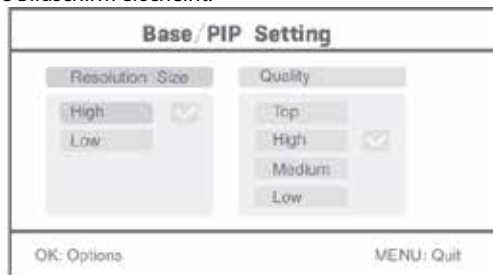 Base/PIP Setting
Resolution Size
High
Low
Quality
Top
High
Medium
Low
OK: Options
MENU: Quit